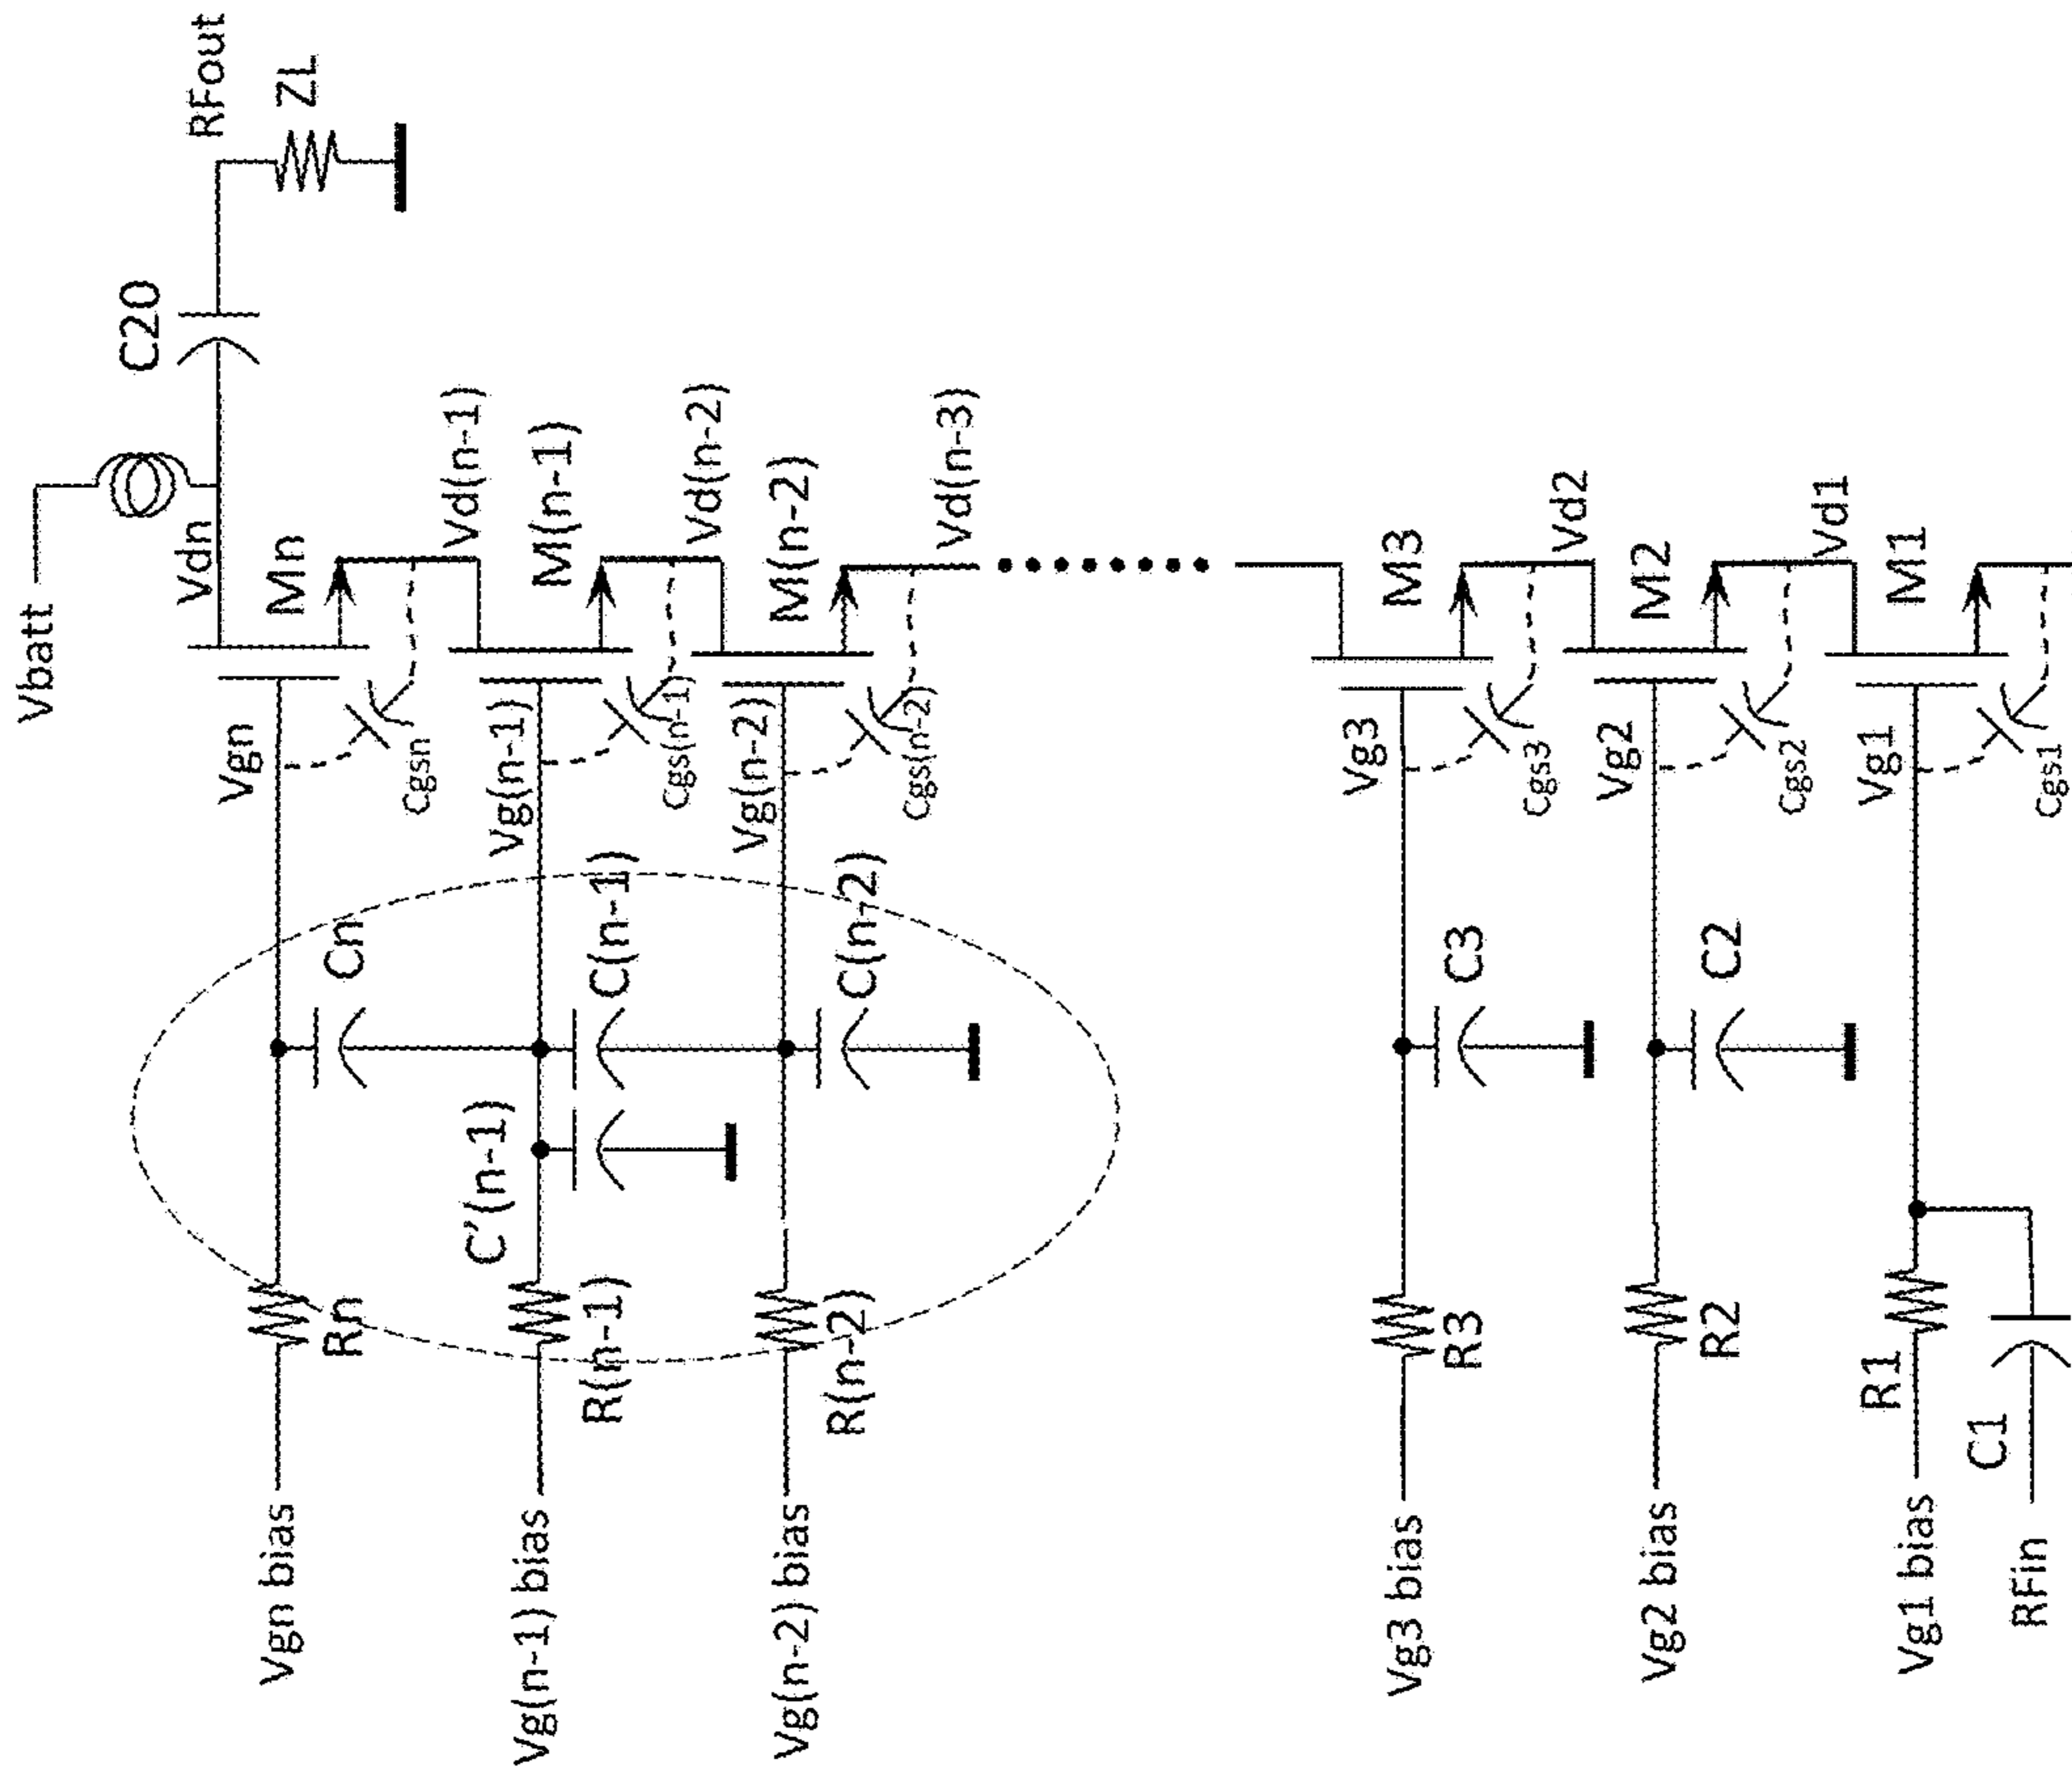 Vbatt
RFout
C20
ZL
Vdn
Mn
Vgn
Cgsn
Vd(n-1)
Vgn bias
Rn
Cn
M(n-1)
Vg(n-1)
Cgs(n-1)
Vd(n-2)
C'(n-1)
C(n-1)
Vg(n-1) bias
R(n-1)
M(n-2)
Vg(n-2)
Cgs(n-2)
Vd(n-3)
Vg(n-2) bias
R(n-2)
C(n-2)
M3
Vg3
Cgs3
Vd2
Vg3 bias
R3
C3
M2
Vg2
Cgs2
Vd1
Vg2 bias
R2
C2
M1
Vg1
Cgs1
Vg1 bias
R1
C1
RFin